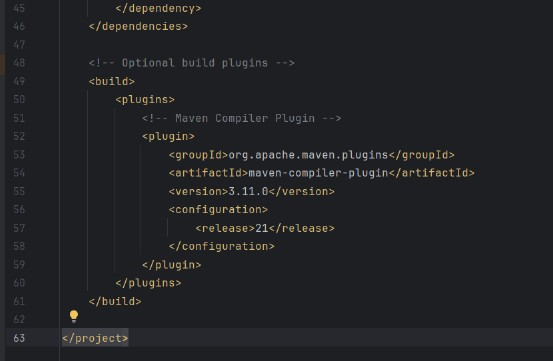 45 </dependency>
46 </dependencies>
47
48 <!-- Optional build plugins -->
49 <build>
50 <plugins>
51 <!-- Maven Compiler Plugin -->
52 <plugin>
53 <groupId>org.apache.maven.plugins</groupId>
54 <artifactId>maven-compiler-plugin</artifactId>
55 <version>3.11.0</version>
56 <configuration>
57 <release>21</release>
58 </configuration>
59 </plugin>
60 </plugins>
61 </build>
62
63 </project>